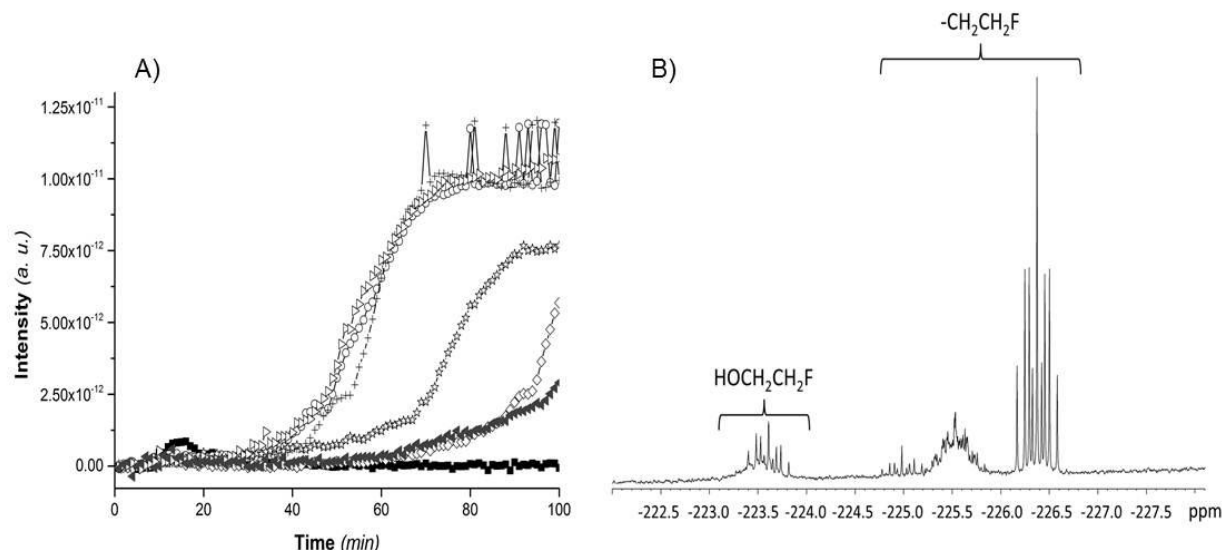 A)
1.25x10⁻¹¹
1.00x10⁻¹¹
7.50x10⁻¹²
5.00x10⁻¹²
2.50x10⁻¹²
0.00
Intensity (a. u.)
0 20 40 60 80 100
Time (min)
B)
-CH₂CH₂F
HOCH₂CH₂F
-222.5 -223.0 -223.5 -224.0 -224.5 -225.0 -225.5 -226.0 -226.5 -227.0 -227.5 ppm